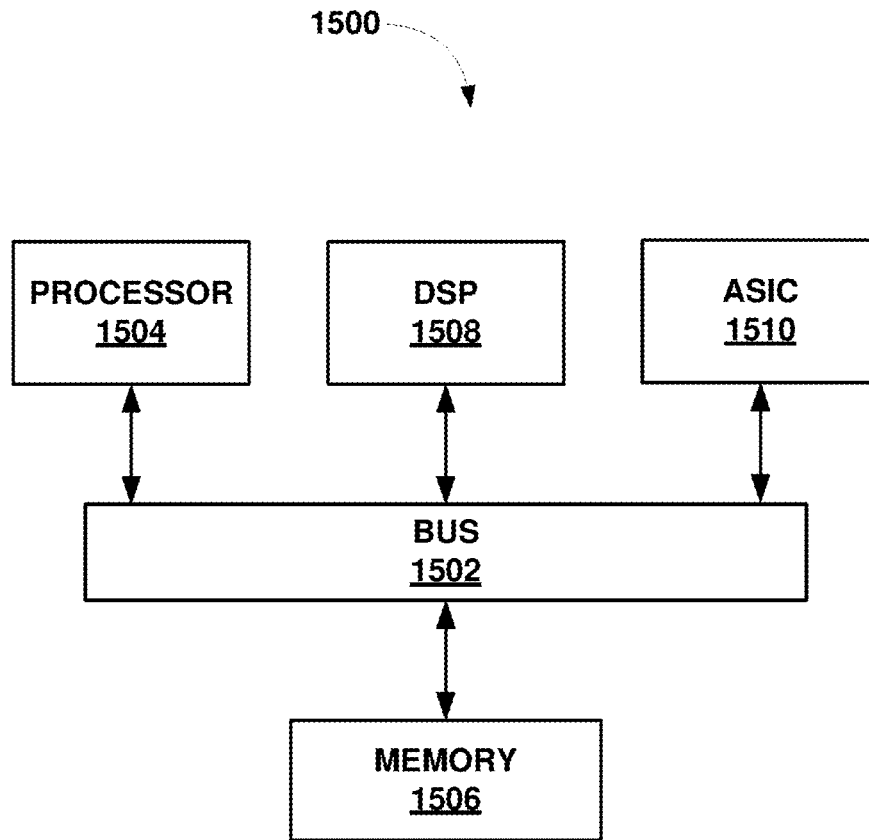 1500
PROCESSOR
1504
DSP
1508
ASIC
1510
BUS
1502
MEMORY
1506